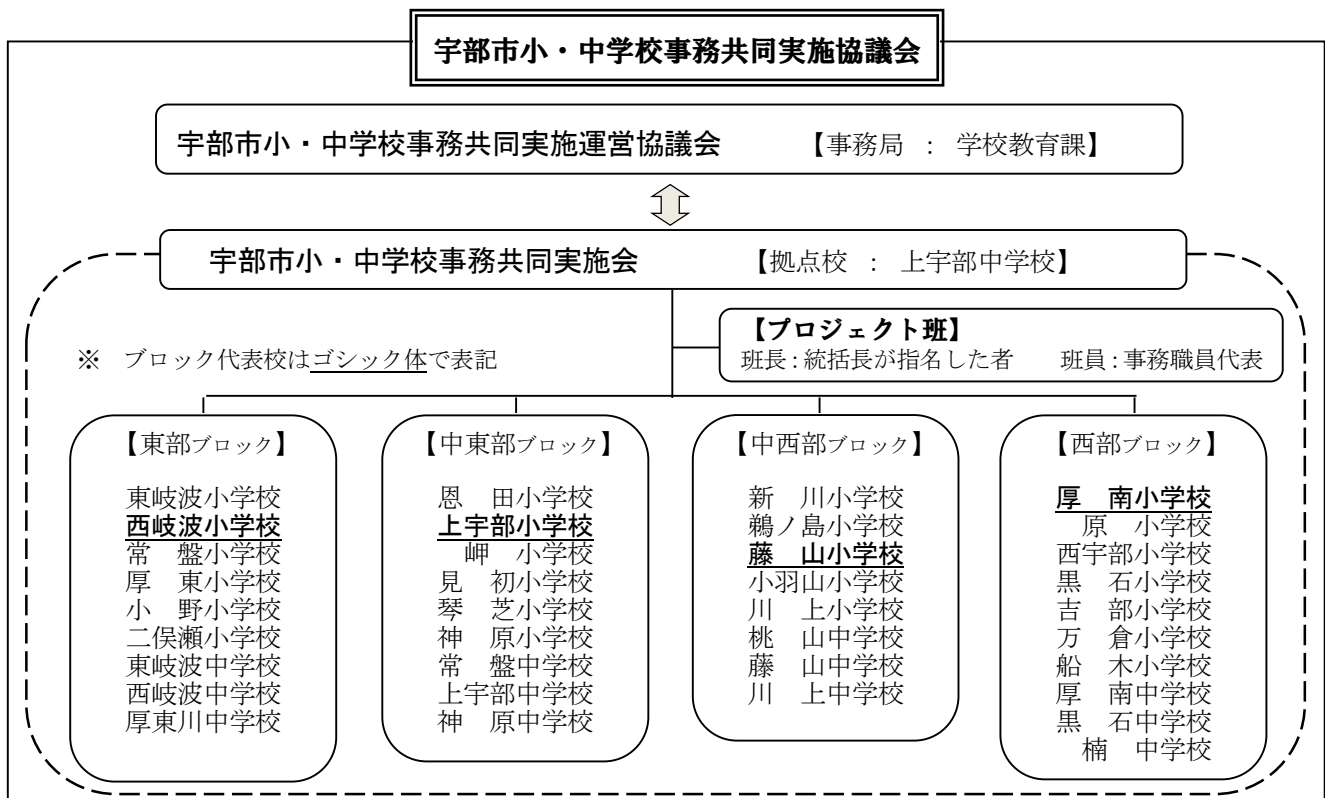 宇部市小・中学校事務共同実施協議会
宇部市小・中学校事務共同実施運営協議会　【事務局　：　学校教育課】
宇部市小・中学校事務共同実施会　【拠点校　：　上宇部中学校】
【プロジェクト班】
班長：統括長が指名した者　班員：事務職員代表
※　ブロック代表校はゴシック体で表記
【東部ブロック】
東岐波小学校
西岐波小学校
常　盤小学校
厚　東小学校
小　野小学校
二俣瀬小学校
東岐波中学校
西岐波中学校
厚東川中学校
【中東部ブロック】
恩　田小学校
上宇部小学校
岬　小学校
見　初小学校
琴　芝小学校
神　原小学校
常　盤中学校
上宇部中学校
神　原中学校
【中西部ブロック】
新　川小学校
鵜ノ島小学校
藤　山小学校
小羽山小学校
川　上小学校
桃　山中学校
藤　山中学校
川　上中学校
【西部ブロック】
厚　南小学校
原　小学校
西宇部小学校
黒　石小学校
吉　部小学校
万　倉小学校
船　木小学校
厚　南中学校
黒　石中学校
楠　中学校